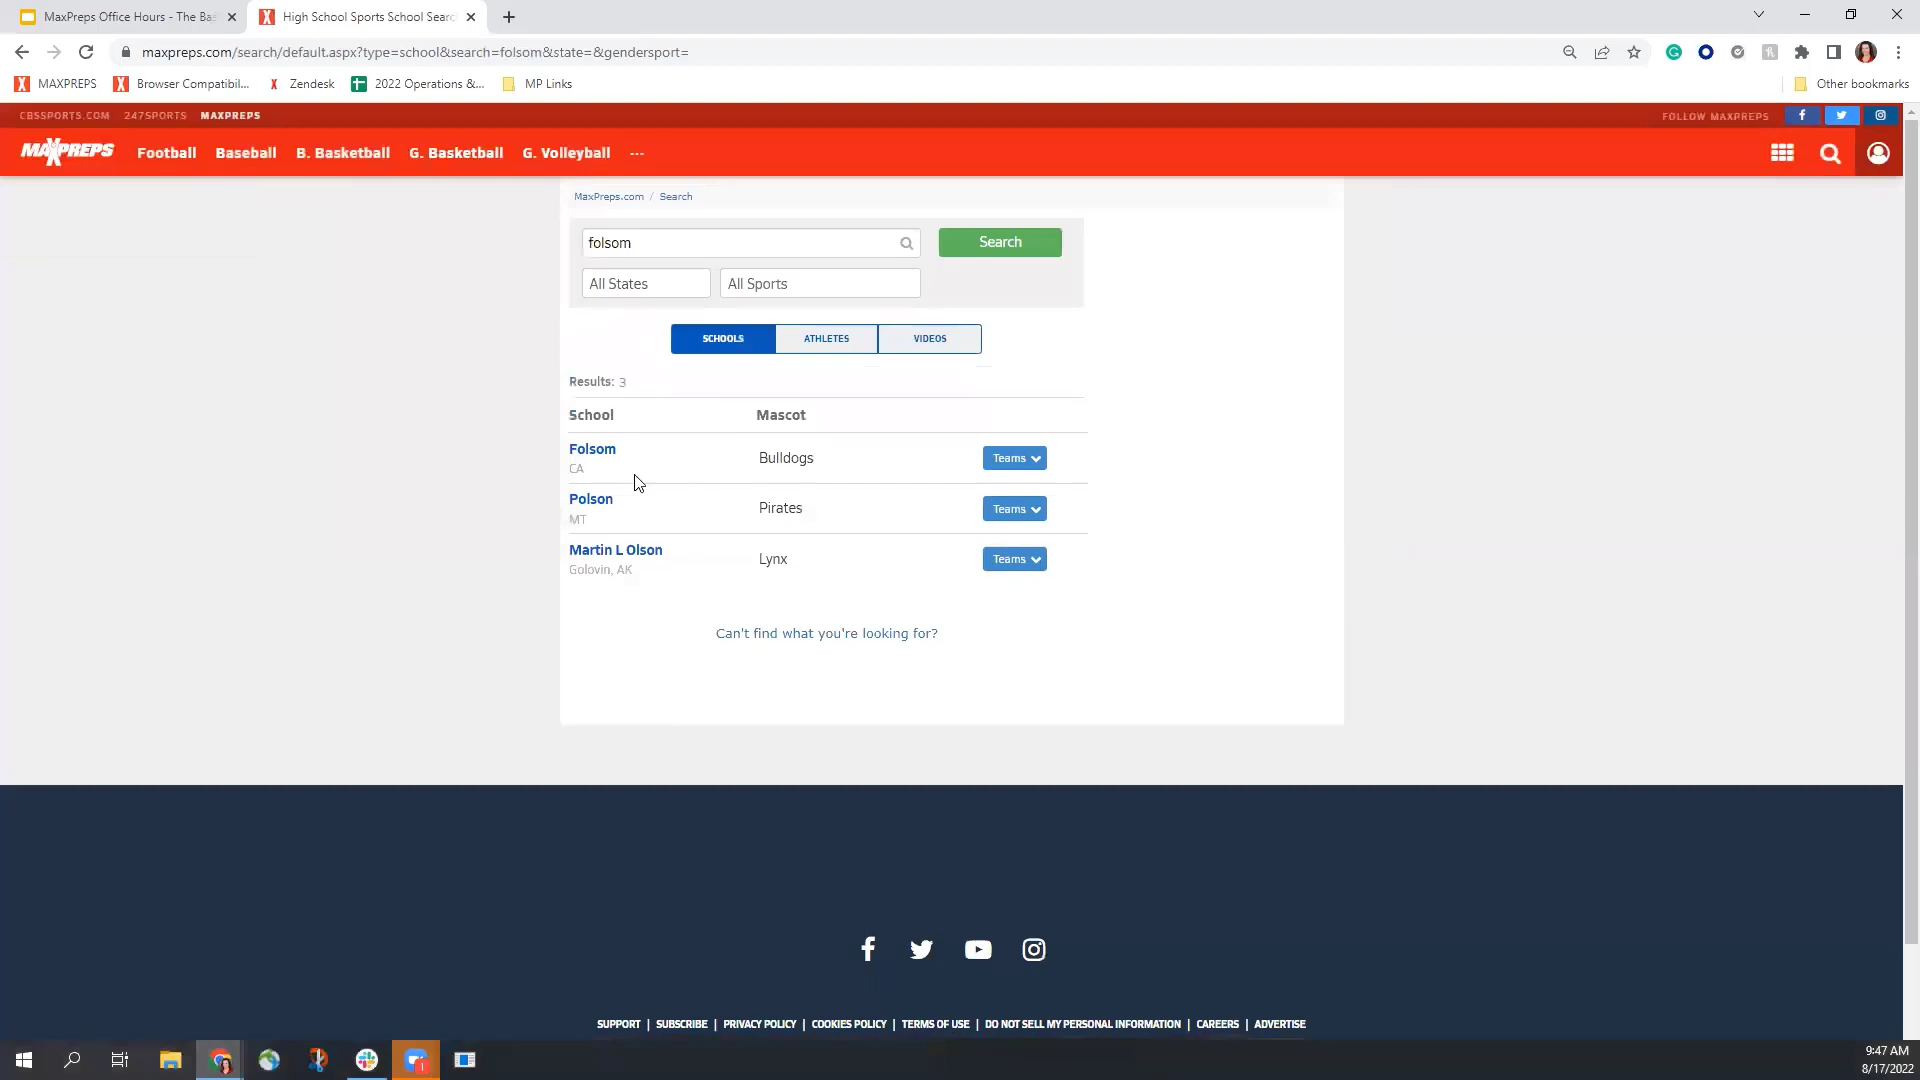 MaxPreps Office Hours - The Bas
High School Sports School Searc
maxpreps.com/search/default.aspx?type=school&search=folsom&state=&gendersport=
MAXPREPS
Browser Compatibil...
Zendesk
2022 Operations &...
MP Links
Other bookmarks
CBSSPORTS.COM 247SPORTS MAXPREPS
FOLLOW MAXPREPS
MAXPREPS
Football
Baseball
B. Basketball
G. Basketball
G. Volleyball
MaxPreps.com / Search
folsom
Search
All States
All Sports
SCHOOLS
ATHLETES
VIDEOS
Results: 3
School Mascot
Folsom
CA
Bulldogs
Teams
Polson
MT
Pirates
Teams
Martin L Olson
Golovin, AK
Lynx
Teams
Can't find what you're looking for?
SUPPORT | SUBSCRIBE | PRIVACY POLICY | COOKIES POLICY | TERMS OF USE | DO NOT SELL MY PERSONAL INFORMATION | CAREERS | ADVERTISE
1
9:47 AM
8/17/2022